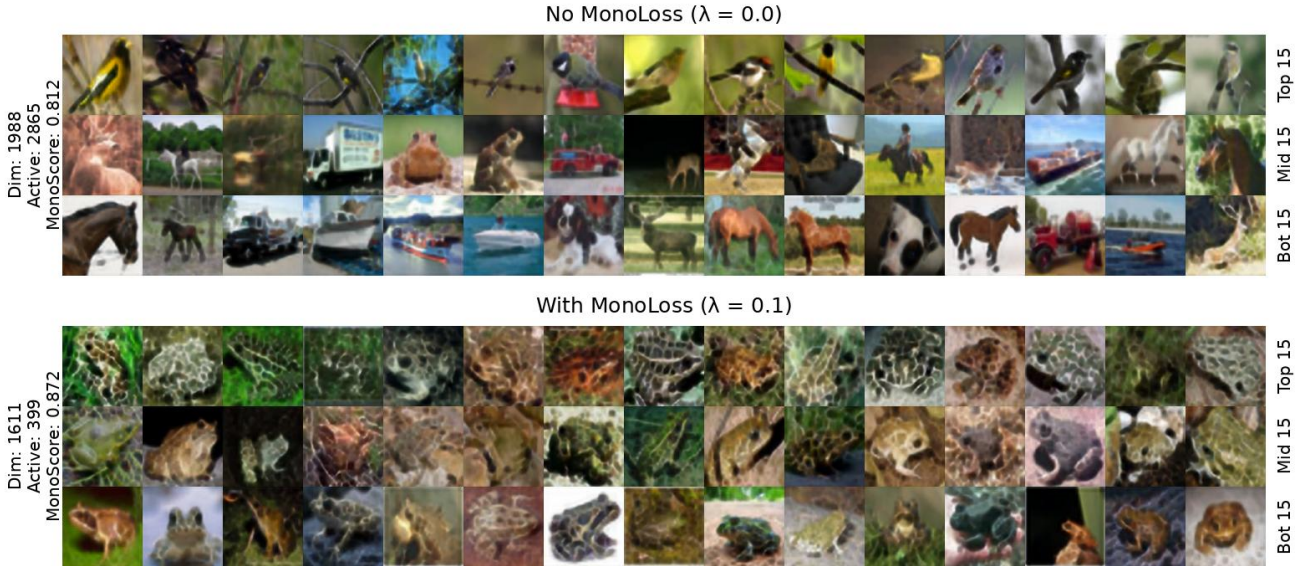 No MonoLoss (λ = 0.0)
Dim: 1988
Active: 2865
MonoScore: 0.812
Top 15
Mid 15
Bot 15
With MonoLoss (λ = 0.1)
Dim: 1611
Active: 399
MonoScore: 0.872
Top 15
Mid 15
Bot 15